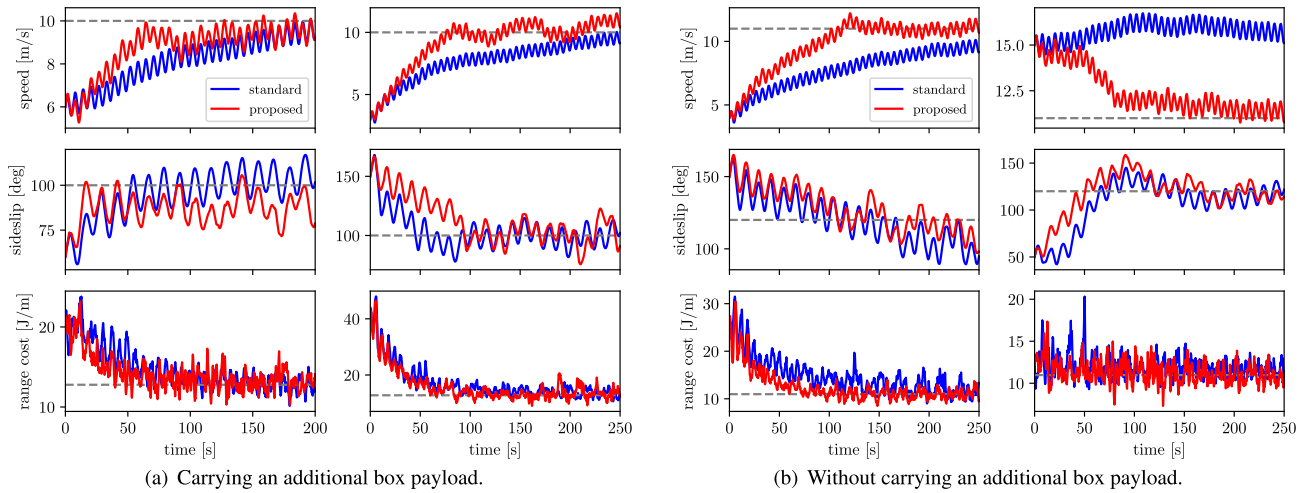 10
8
6
speed [m/s]
standard
proposed
10
5
100
75
sideslip [deg]
150
100
20
10
range cost [J/m]
0 50 100 150 200
time [s]
40
20
0 50 100 150 200 250
time [s]
(a) Carrying an additional box payload.
10
5
speed [m/s]
standard
proposed
15.0
12.5
150
100
sideslip [deg]
150
100
50
30
20
10
range cost [J/m]
0 50 100 150 200 250
time [s]
20
15
10
0 50 100 150 200 250
time [s]
(b) Without carrying an additional box payload.